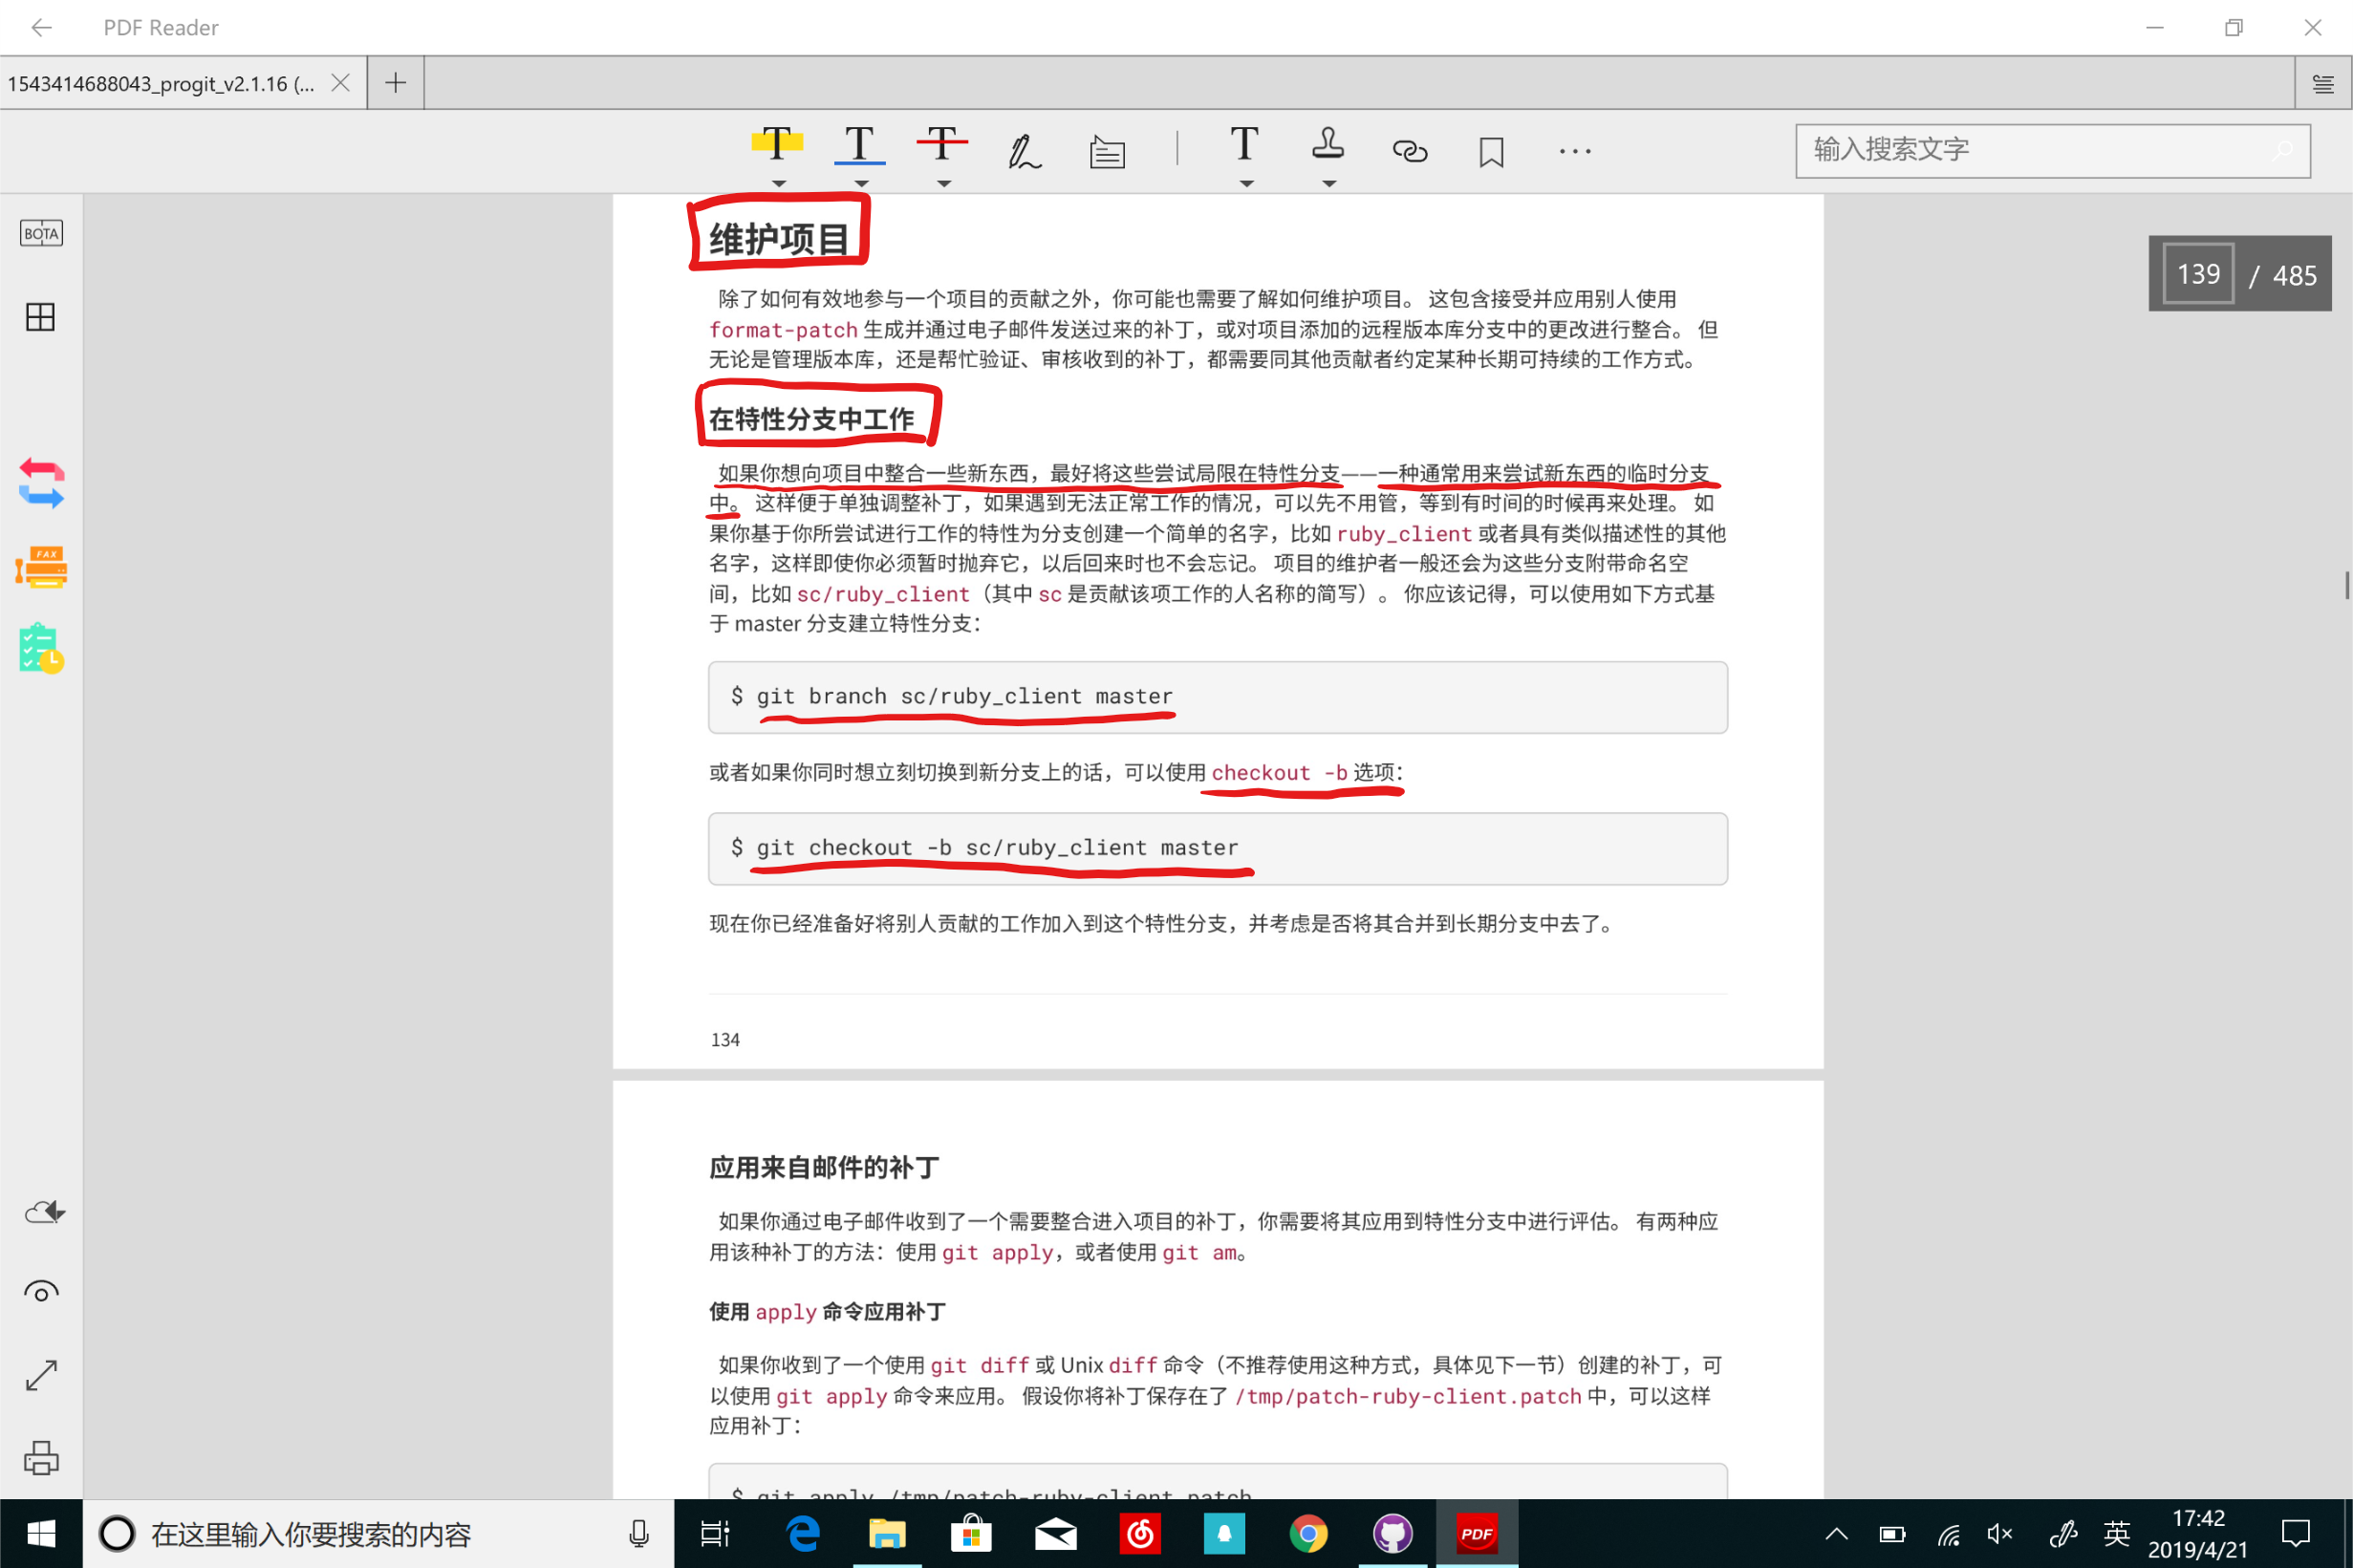 PDF Reader
1543414688043_progit_v2.1.16 (...
输入搜索文字
BOTA
139 / 485
维护项目
除了如何有效地参与一个项目的贡献之外，你可能也需要了解如何维护项目。 这包含接受并应用别人使用
format-patch 生成并通过电子邮件发送过来的补丁，或对项目添加的远程版本库分支中的更改进行整合。 但
无论是管理版本库，还是帮忙验证、审核收到的补丁，都需要同其他贡献者约定某种长期可持续的工作方式。
在特性分支中工作
如果你想向项目中整合一些新东西，最好将这些尝试局限在特性分支——一种通常用来尝试新东西的临时分支
中。 这样便于单独调整补丁，如果遇到无法正常工作的情况，可以先不用管，等到有时间的时候再来处理。 如
果你基于你所尝试进行工作的特性为分支创建一个简单的名字，比如 ruby_client 或者具有类似描述性的其他
名字，这样即使你必须暂时抛弃它，以后回来时也不会忘记。 项目的维护者一般还会为这些分支附带命名空
间，比如 sc/ruby_client（其中 sc 是贡献该项工作的人名称的简写）。 你应该记得，可以使用如下方式基
于 master 分支建立特性分支：
$ git branch sc/ruby_client master
或者如果你同时想立刻切换到新分支上的话，可以使用 checkout -b 选项：
$ git checkout -b sc/ruby_client master
现在你已经准备好将别人贡献的工作加入到这个特性分支，并考虑是否将其合并到长期分支中去了。
134
应用来自邮件的补丁
如果你通过电子邮件收到了一个需要整合进入项目的补丁，你需要将其应用到特性分支中进行评估。 有两种应
用该种补丁的方法：使用 git apply，或者使用 git am。
使用 apply 命令应用补丁
如果你收到了一个使用 git diff 或 Unix diff 命令（不推荐使用这种方式，具体见下一节）创建的补丁，可
以使用 git apply 命令来应用。 假设你将补丁保存在了 /tmp/patch-ruby-client.patch 中，可以这样
应用补丁：
$ git apply /tmp/patch-ruby-client.patch
FAX
在这里输入你要搜索的内容
PDF
英
17:42
2019/4/21